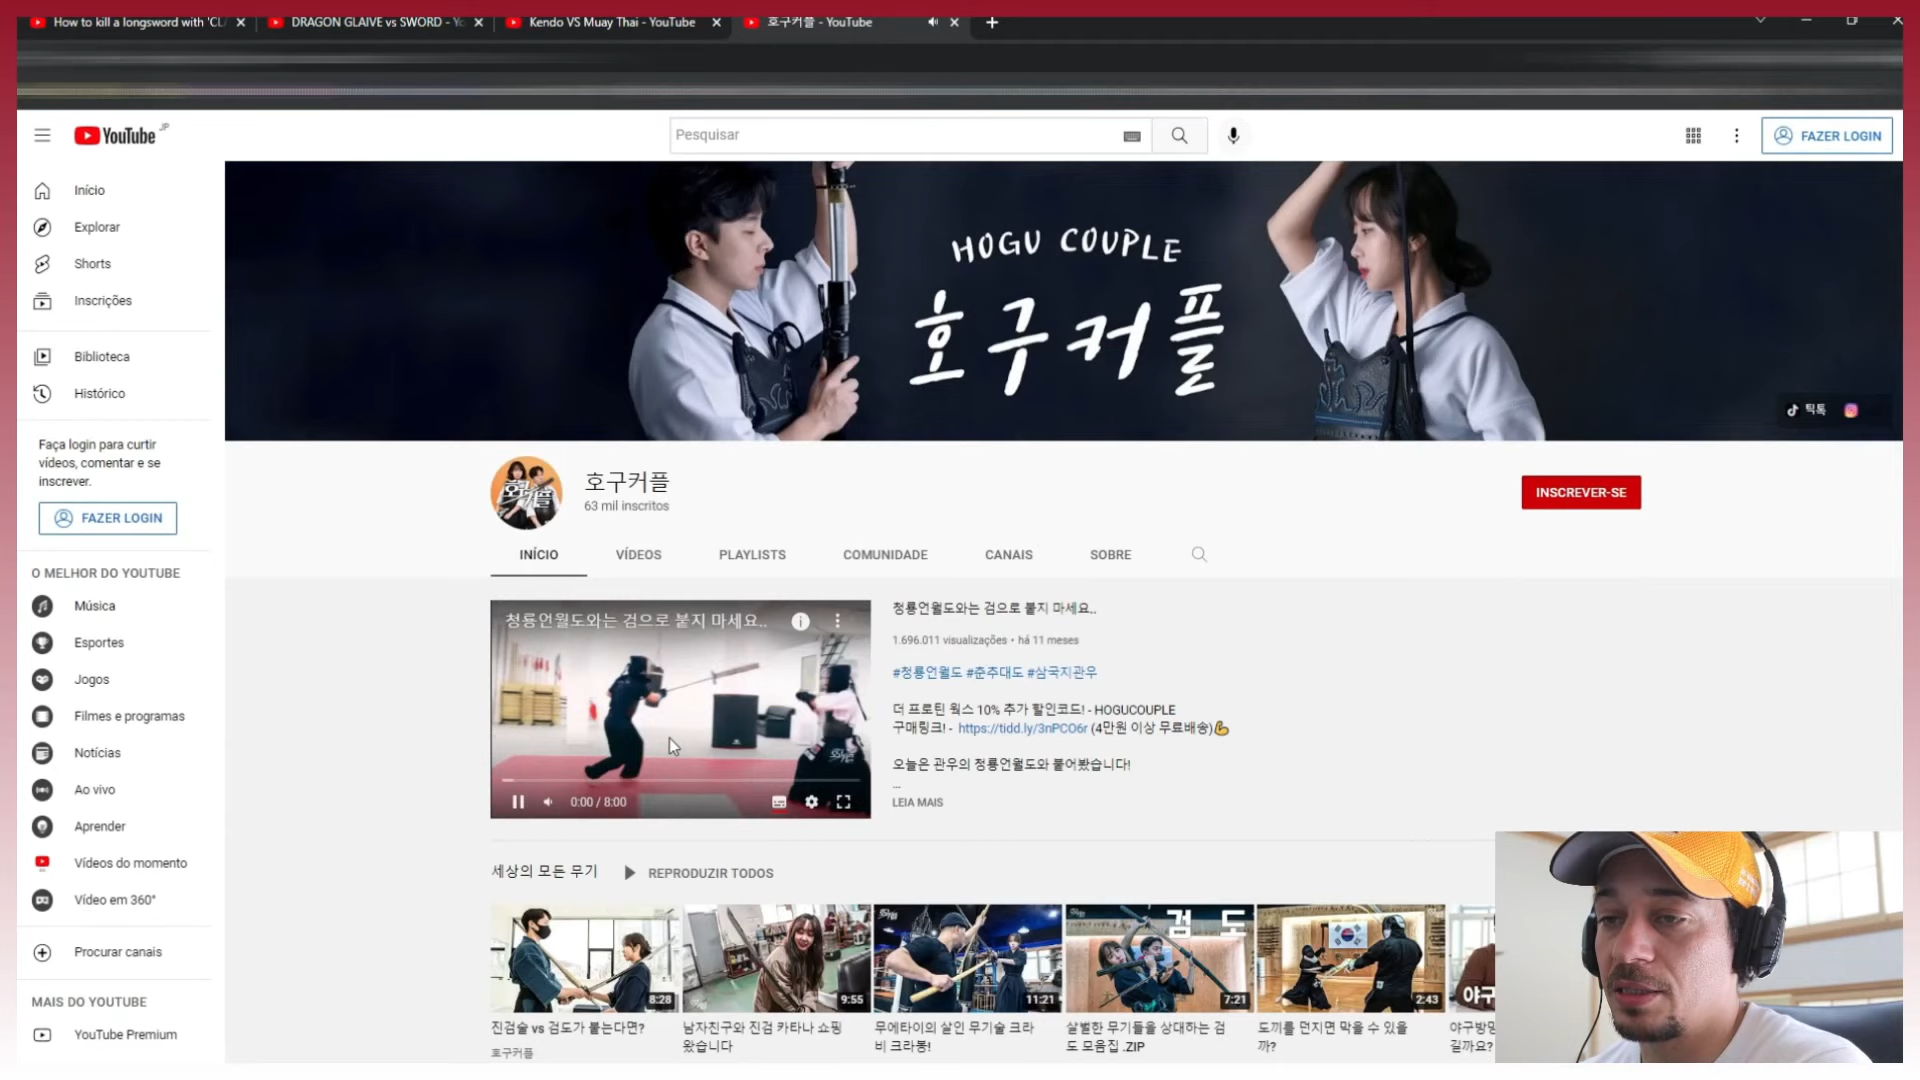 How to kill a longsword with 'CL
DRAGON GLAIVE vs SWORD - Yo
Kendo VS Muay Thai - YouTube
호구커플 - YouTube
YouTube JP
Pesquisar
FAZER LOGIN
Início
Explorar
Shorts
Inscrições
Biblioteca
Histórico
Faça login para curtir
vídeos, comentar e se
inscrever.
FAZER LOGIN
O MELHOR DO YOUTUBE
Música
Esportes
Jogos
Filmes e programas
Notícias
Ao vivo
Aprender
Vídeos do momento
Vídeo em 360°
Procurar canais
MAIS DO YOUTUBE
YouTube Premium
HOGU COUPLE
호구커플
틱톡
호구커플
63 mil inscritos
INSCREVER-SE
INÍCIO
VÍDEOS
PLAYLISTS
COMUNIDADE
CANAIS
SOBRE
청룡언월도와는 검으로 붙지 마세요..
0:00 / 8:00
청룡언월도와는 검으로 붙지 마세요..
1.696.011 visualizações • há 11 meses
#청룡언월도 #춘추대도 #삼국지관우
더 프로틴 웍스 10% 추가 할인코드! - HOGUCOUPLE
구매링크! - https://tidd.ly/3nPCO6r (4만원 이상 무료배송)💪
오늘은 관우의 청룡언월도와 붙어봤습니다!
...
LEIA MAIS
세상의 모든 무기
REPRODUZIR TODOS
8:28
9:55
11:21
검도
7:21
2:43
야구
진검술 vs 검도가 붙는다면?
호구커플
남자친구와 진검 카타나 쇼핑
왔습니다
무에타이의 살인 무기술 크라
비 크라봉!
살벌한 무기들을 상대하는 검
도 모음집 .ZIP
도끼를 던지면 막을 수 있을
까?
야구방망
길까요?